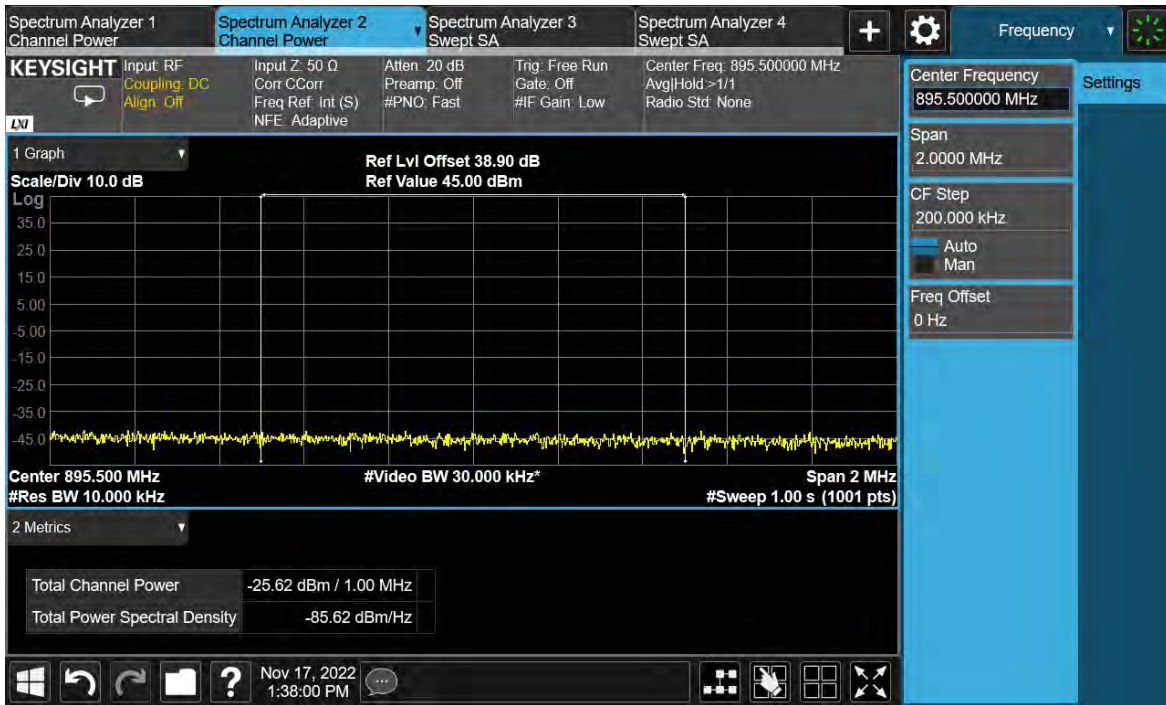 Spectrum Analyzer 1
Channel Power
Spectrum Analyzer 2
Channel Power
Spectrum Analyzer 3
Swept SA
Spectrum Analyzer 4
Swept SA
+
Frequency
KEYSIGHT
LXI
Input: RF
Coupling: DC
Align: Off
Input Z: 50 Ω
Corr CCorr
Freq Ref: Int (S)
NFE: Adaptive
Atten: 20 dB
Preamp: Off
#PNO: Fast
Trig: Free Run
Gate: Off
#IF Gain: Low
Center Freq: 895.500000 MHz
Avg|Hold:>1/1
Radio Std: None
Center Frequency
895.500000 MHz
Settings
Span
2.0000 MHz
CF Step
200.000 kHz
Auto
Man
Freq Offset
0 Hz
1 Graph
Scale/Div 10.0 dB
Ref Lvl Offset 38.90 dB
Ref Value 45.00 dBm
Log
35.0
25.0
15.0
5.00
-5.00
-15.0
-25.0
-35.0
-45.0
Center 895.500 MHz
#Video BW 30.000 kHz*
Span 2 MHz
#Res BW 10.000 kHz
#Sweep 1.00 s (1001 pts)
2 Metrics
Total Channel Power -25.62 dBm / 1.00 MHz
Total Power Spectral Density -85.62 dBm/Hz
?
Nov 17, 2022
1:38:00 PM